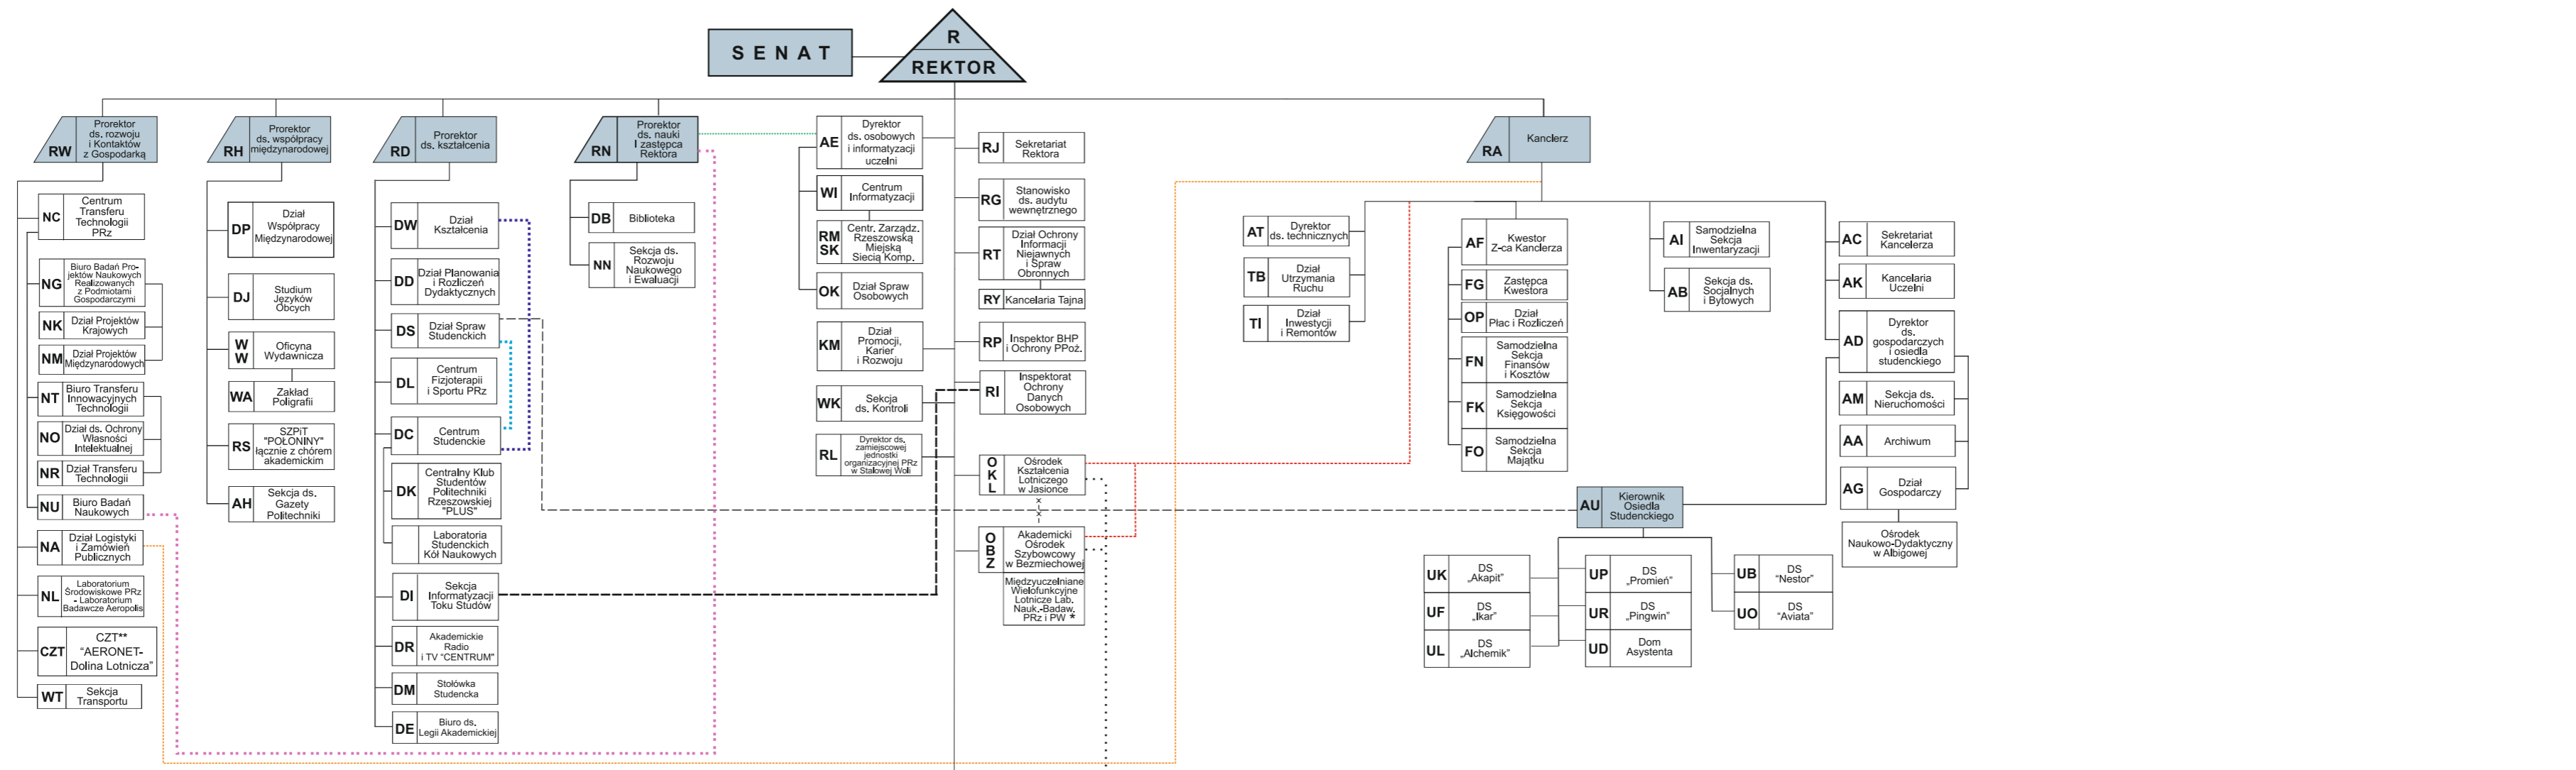 S E N A T
R
REKTOR
RW
Prorektor
ds. rozwoju
i Kontaktów
z Gospodarką
NC
Centrum
Transferu
Technologii
PRz
NG
Biuro Badań Pro-
jektów Naukowych
Realizowanych
z Podmiotami
Gospodarczymi
NK
Dział Projektów
Krajowych
NM
Dział Projektów
Międzynarodowych
NT
Biuro Transferu
Innowacyjnych
Technologii
NO
Dział ds. Ochrony
Własności
Intelektualnej
NR
Dział Transferu
Technologii
NU
Biuro Badań
Naukowych
NA
Dział Logistyki
i Zamówień
Publicznych
NL
Laboratorium
Środowiskowe PRz
- Laboratorium
Badawcze Aeropolis
CZT
CZT**
“AERONET-
Dolina Lotnicza”
WT
Sekcja
Transportu
RH
Prorektor
ds. współpracy
międzynarodowej
DP
Dział
Współpracy
Międzynarodowej
DJ
Studium
Języków
Obcych
W
W
Oficyna
Wydawnicza
WA
Zakład
Poligrafii
RS
SZPiT
"POŁONINY"
łącznie z chórem
akademickim
AH
Sekcja ds.
Gazety
Politechniki
RD
Prorektor
ds. kształcenia
DW
Dział
Kształcenia
DD
Dział Planowania
i Rozliczeń
Dydaktycznych
DS
Dział Spraw
Studenckich
DL
Centrum
Fizjoterapii
i Sportu PRz
DC
Centrum
Studenckie
DK
Centralny Klub
Studentów
Politechniki
Rzeszowskiej
"PLUS"
Laboratoria
Studenckich
Kół Naukowych
DI
Sekcja
Informatyzacji
Toku Studów
DR
Akademickie
Radio
i TV “CENTRUM”
DM
Stołówka
Studencka
DE
Biuro ds.
Legii Akademickiej
RN
Prorektor
ds. nauki
I zastępca
Rektora
DB
Biblioteka
NN
Sekcja ds.
Rozwoju
Naukowego
i Ewaluacji
AE
Dyrektor
ds. osobowych
i informatyzacji
uczelni
WI
Centrum
Informatyzacji
RM
SK
Centr. Zarządz.
Rzeszowską
Miejską
Siecią Komp.
OK
Dział Spraw
Osobowych
KM
Dział
Promocji,
Karier
i Rozwoju
WK
Sekcja
ds. Kontroli
RL
Dyrektor ds.
zamiejscowej
jednostki
organizacyjnej PRz
w Stalowej Woli
RJ
Sekretariat
Rektora
RG
Stanowisko
ds. audytu
wewnętrznego
RT
Dział Ochrony
Informacji
Niejawnych
i Spraw
Obronnych
RY
Kancelaria Tajna
RP
Inspektor BHP
i Ochrony PPoż.
RI
Inspektorat
Ochrony
Danych
Osobowych
O
K
L
Ośrodek
Kształcenia
Lotniczego
w Jasionce
x
x
O
B
Z
Akademicki
Ośrodek
Szybowcowy
w Bezmiechowej
Międzyuczelniane
Wielofunkcyjne
Lotnicze Lab.
Nauk.-Badaw.
PRz i PW *
RA
Kanclerz
AT
Dyrektor
ds. technicznych
TB
Dział
Utrzymania
Ruchu
TI
Dział
Inwestycji
i Remontów
AF
Kwestor
Z-ca Kanclerza
FG
Zastępca
Kwestora
OP
Dział
Płac i Rozliczeń
FN
Samodzielna
Sekcja
Finansów
i Kosztów
FK
Samodzielna
Sekcja
Księgowości
FO
Samodzielna
Sekcja
Majątku
AI
Samodzielna
Sekcja
Inwentaryzacji
AB
Sekcja ds.
Socjalnych
i Bytowych
AC
Sekretariat
Kancelerza
AK
Kancelaria
Uczelni
AD
Dyrektor
ds.
gospodarczych
i osiedla
studenckiego
AM
Sekcja ds.
Nieruchomości
AA
Archiwum
AG
Dział
Gospodarczy
Ośrodek
Naukowo-Dydaktyczny
w Albigowej
AU
Kierownik
Osiedla
Studenckiego
UK
DS
„Akapit”
UF
DS
„Ikar”
UL
DS
„Alchemik”
UP
DS
„Promień”
UR
DS
„Pingwin”
UD
Dom
Asystenta
UB
DS
“Nestor”
UO
DS
“Aviata”